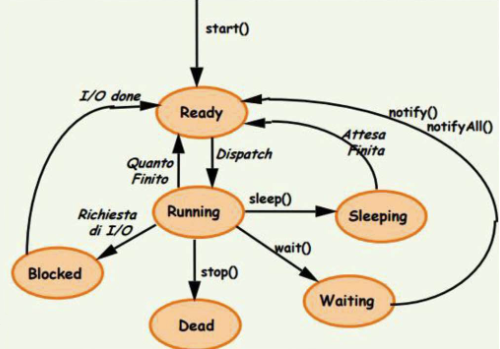 start()
I/O done
Ready
notify()
notifyAll()
Attesa
Finita
Quanto
Finito
Dispatch
Richiesta
di I/O
Running
sleep()
Sleeping
wait()
Blocked
stop()
Waiting
Dead